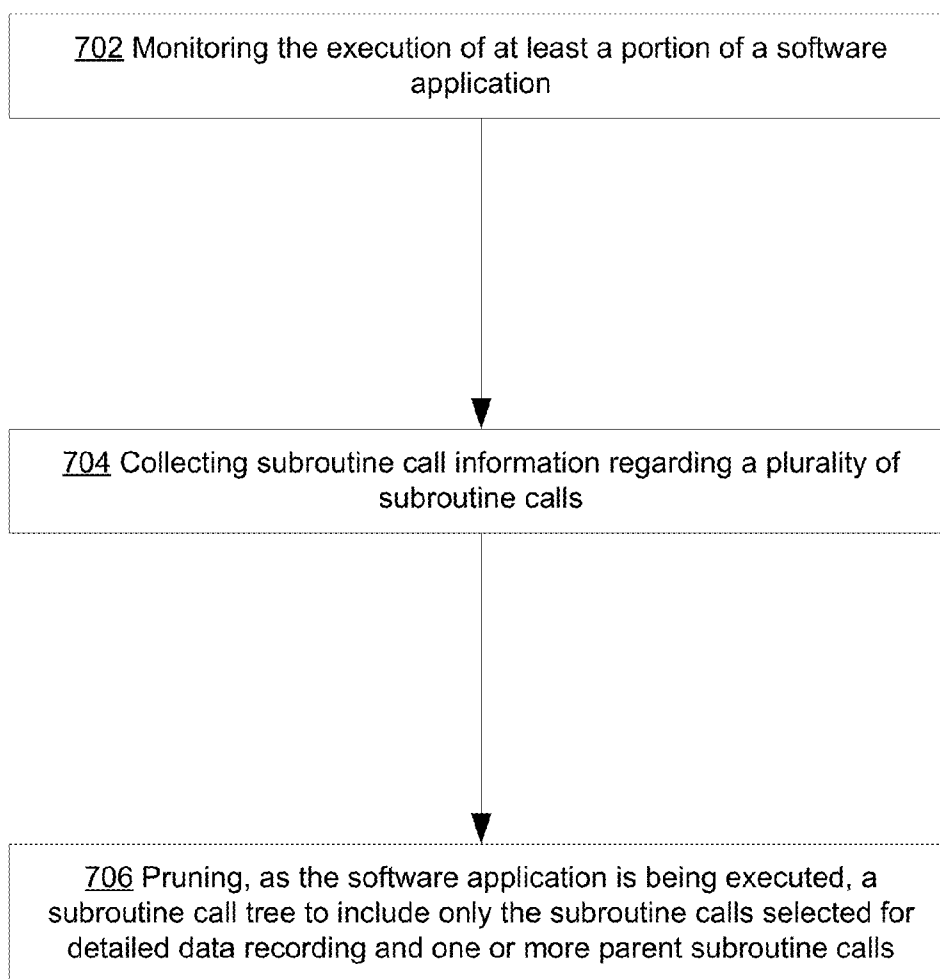 702 Monitoring the execution of at least a portion of a software
application
704 Collecting subroutine call information regarding a plurality of
subroutine calls
706 Pruning, as the software application is being executed, a
subroutine call tree to include only the subroutine calls selected for
detailed data recording and one or more parent subroutine calls